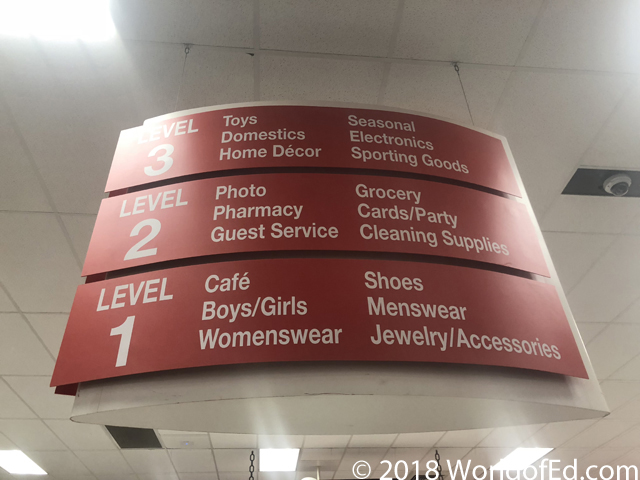 LEVEL 3
Toys
Domestics
Home Décor
Seasonal
Electronics
Sporting Goods
LEVEL 2
Photo
Pharmacy
Guest Service
Grocery
Cards/Party
Cleaning Supplies
LEVEL 1
Café
Boys/Girls
Womenswear
Shoes
Menswear
Jewelry/Accessories
© 2018 WorldofEd.com